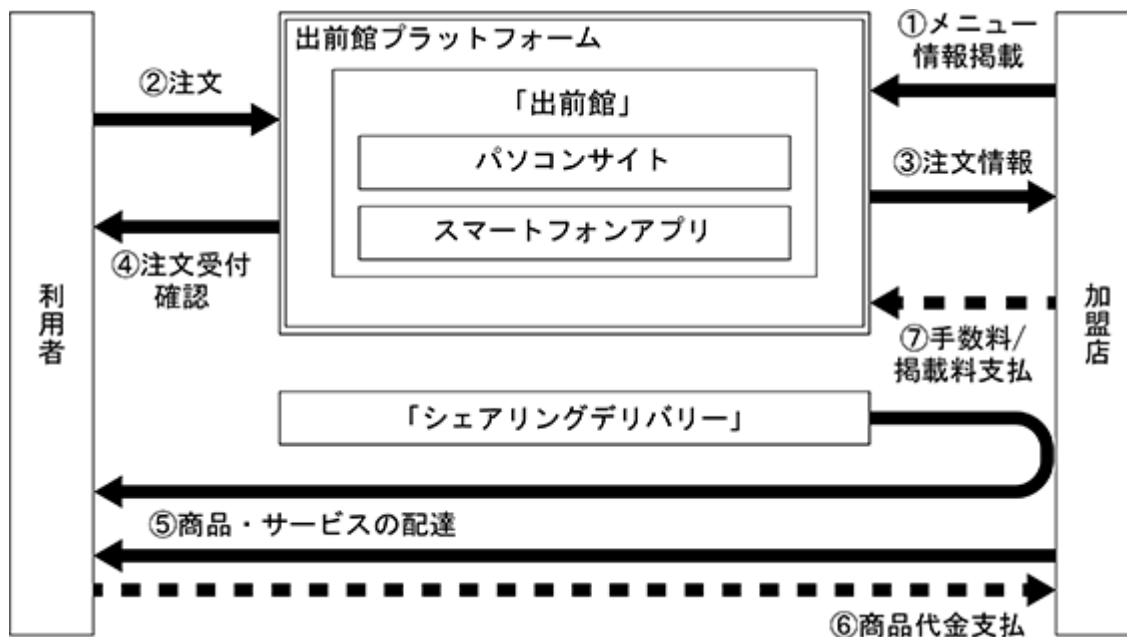 出前館プラットフォーム
①メニュー
情報掲載
②注文
「出前館」
パソコンサイト
③注文情報
スマートフォンアプリ
④注文受付
確認
利用者
加盟店
⑦手数料/
掲載料支払
「シェアリングデリバリー」
⑤商品・サービスの配達
⑥商品代金支払